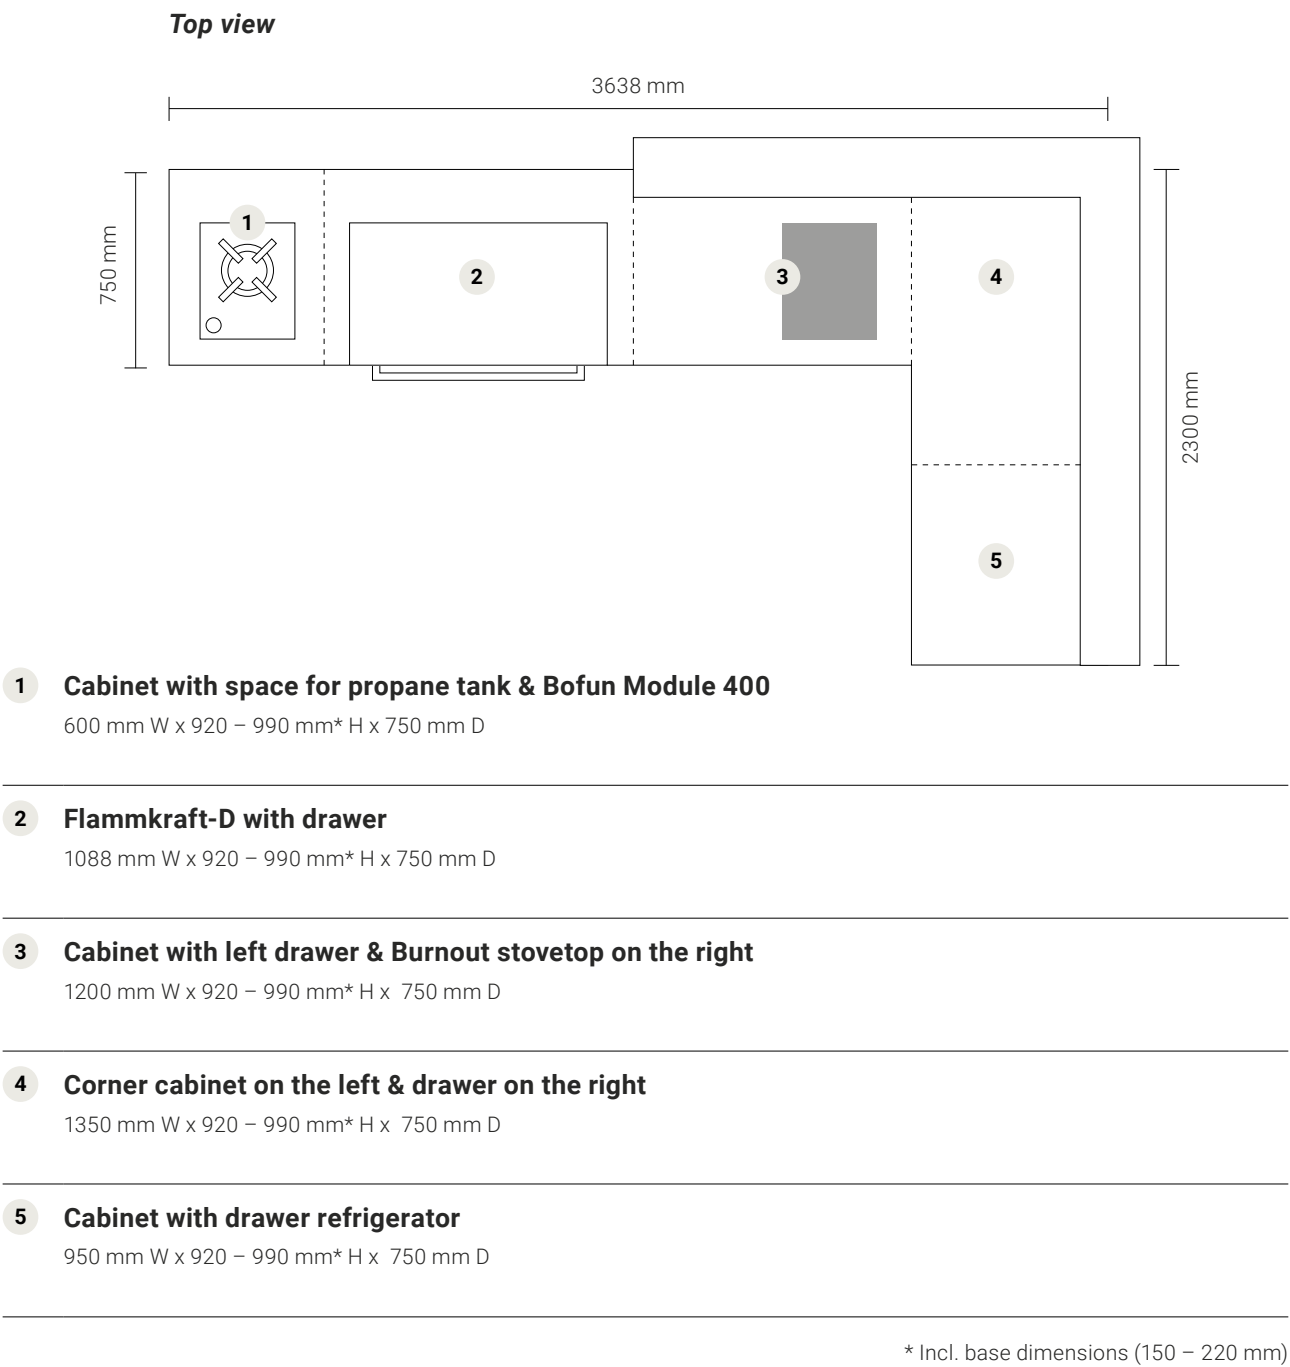 Top view
3638 mm
750 mm
2300 mm
1
2
3
4
5
1 Cabinet with space for propane tank & Bofun Module 400
600 mm W x 920 – 990 mm* H x 750 mm D
2 Flammkraft-D with drawer
1088 mm W x 920 – 990 mm* H x 750 mm D
3 Cabinet with left drawer & Burnout stovetop on the right
1200 mm W x 920 – 990 mm* H x 750 mm D
4 Corner cabinet on the left & drawer on the right
1350 mm W x 920 – 990 mm* H x 750 mm D
5 Cabinet with drawer refrigerator
950 mm W x 920 – 990 mm* H x 750 mm D
* Incl. base dimensions (150 – 220 mm)